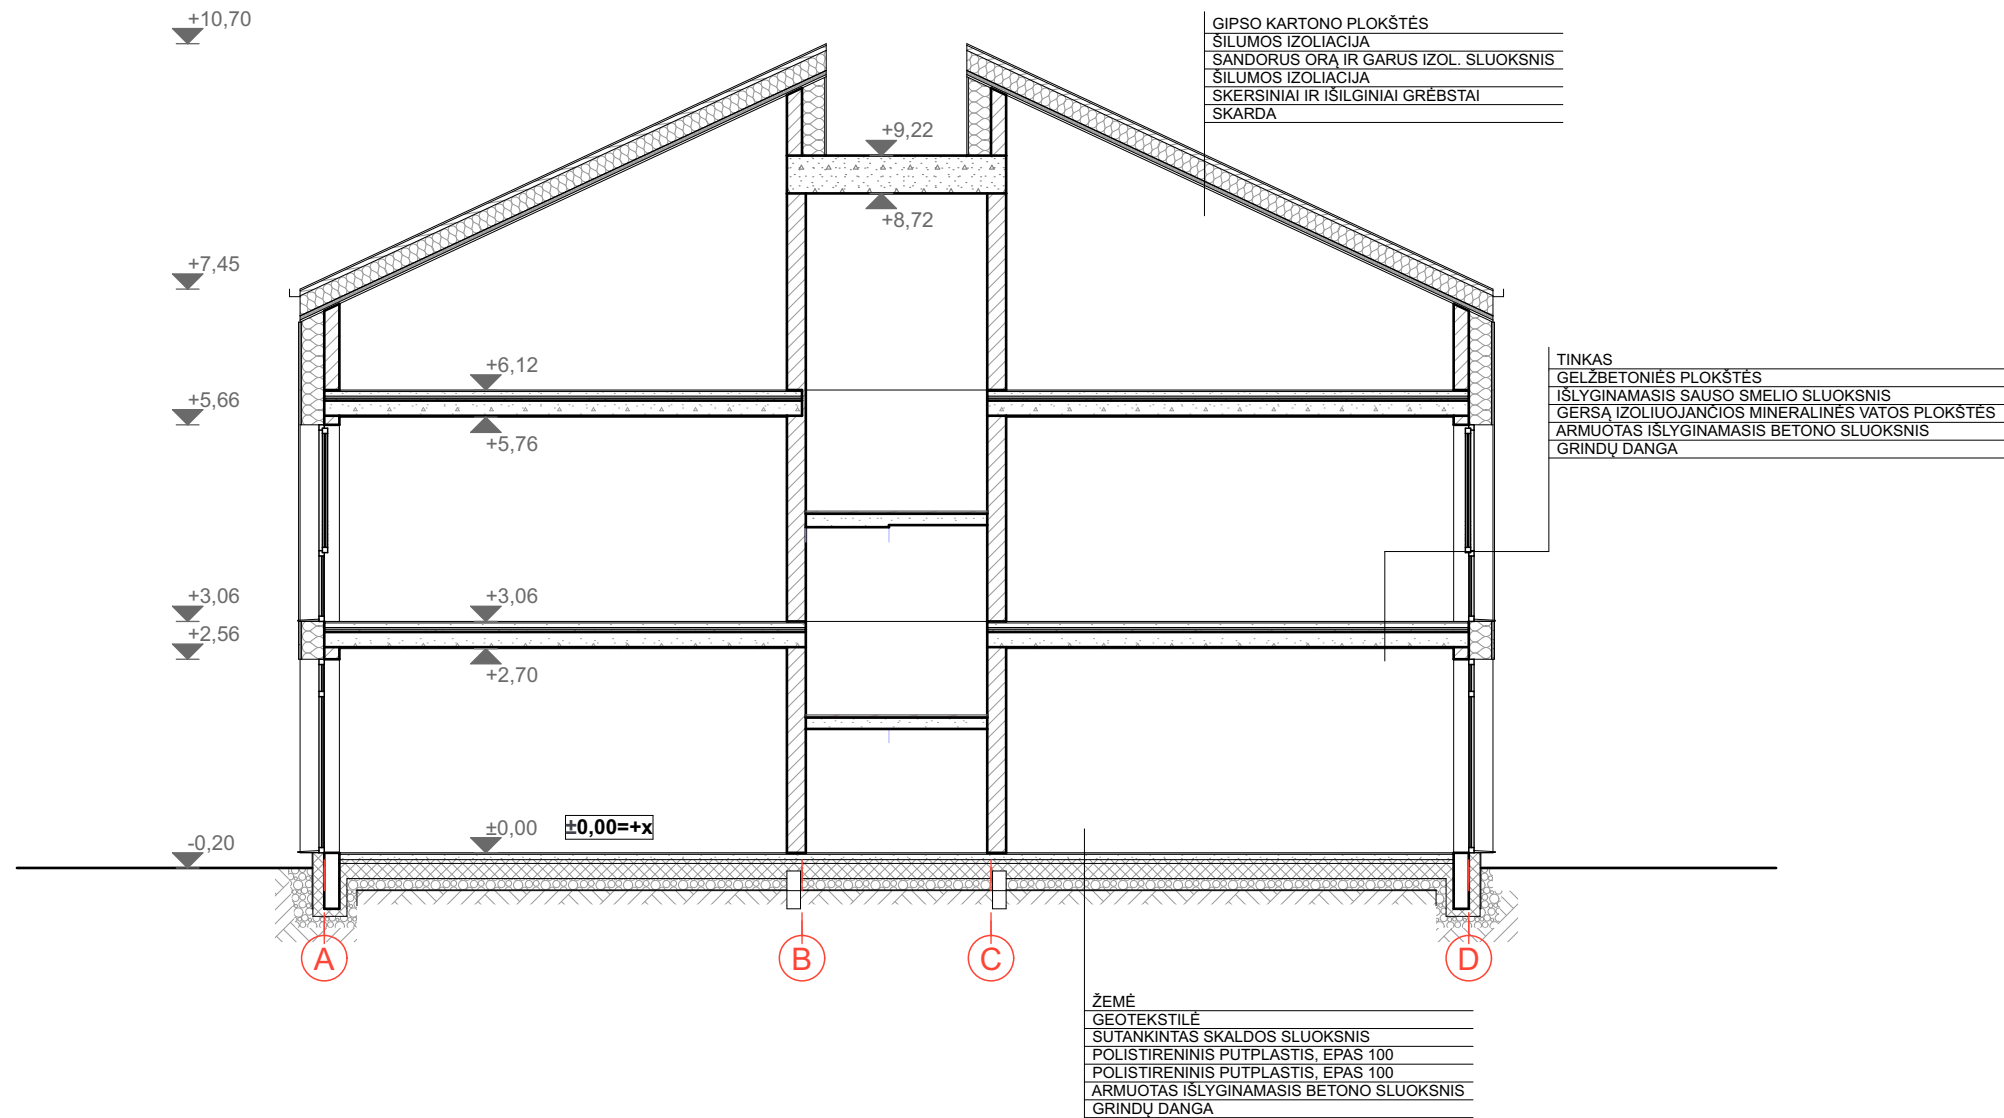 +10,70
GIPSO KARTONO PLOKŠTĖS
ŠILUMOS IZOLIACIJA
SANDORUS ORĄ IR GARUS IZOL. SLUOKSNIS
ŠILUMOS IZOLIACIJA
SKERSINIAI IR IŠILGINIAI GRĖBSTAI
SKARDA
+9,22
+8,72
+7,45
+6,12
+5,66
+5,76
TINKAS
GELŽBETONIĖS PLOKŠTĖS
IŠLYGINAMASIS SAUSO SMELIO SLUOKSNIS
GERSĄ IZOLIUOJANČIOS MINERALINĖS VATOS PLOKŠTĖS
ARMUOTAS IŠLYGINAMASIS BETONO SLUOKSNIS
GRINDŲ DANGA
+3,06
+3,06
+2,56
+2,70
±0,00
±0,00=+x
-0,20
A
B
C
D
ŽEMĖ
GEOTEKSTILĖ
SUTANKINTAS SKALDOS SLUOKSNIS
POLISTIRENINIS PUTPLASTIS, EPAS 100
POLISTIRENINIS PUTPLASTIS, EPAS 100
ARMUOTAS IŠLYGINAMASIS BETONO SLUOKSNIS
GRINDŲ DANGA